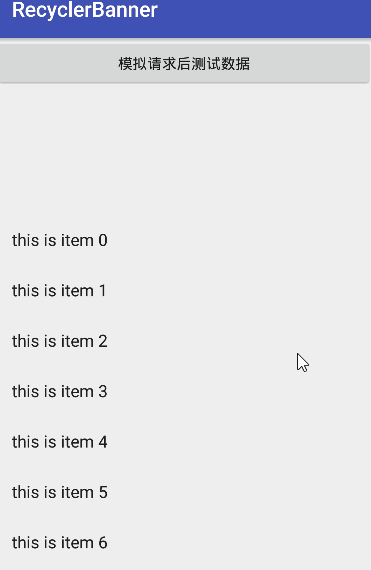 RecyclerBanner
模拟请求后测试数据
this is item 0
this is item 1
this is item 2
this is item 3
this is item 4
this is item 5
this is item 6